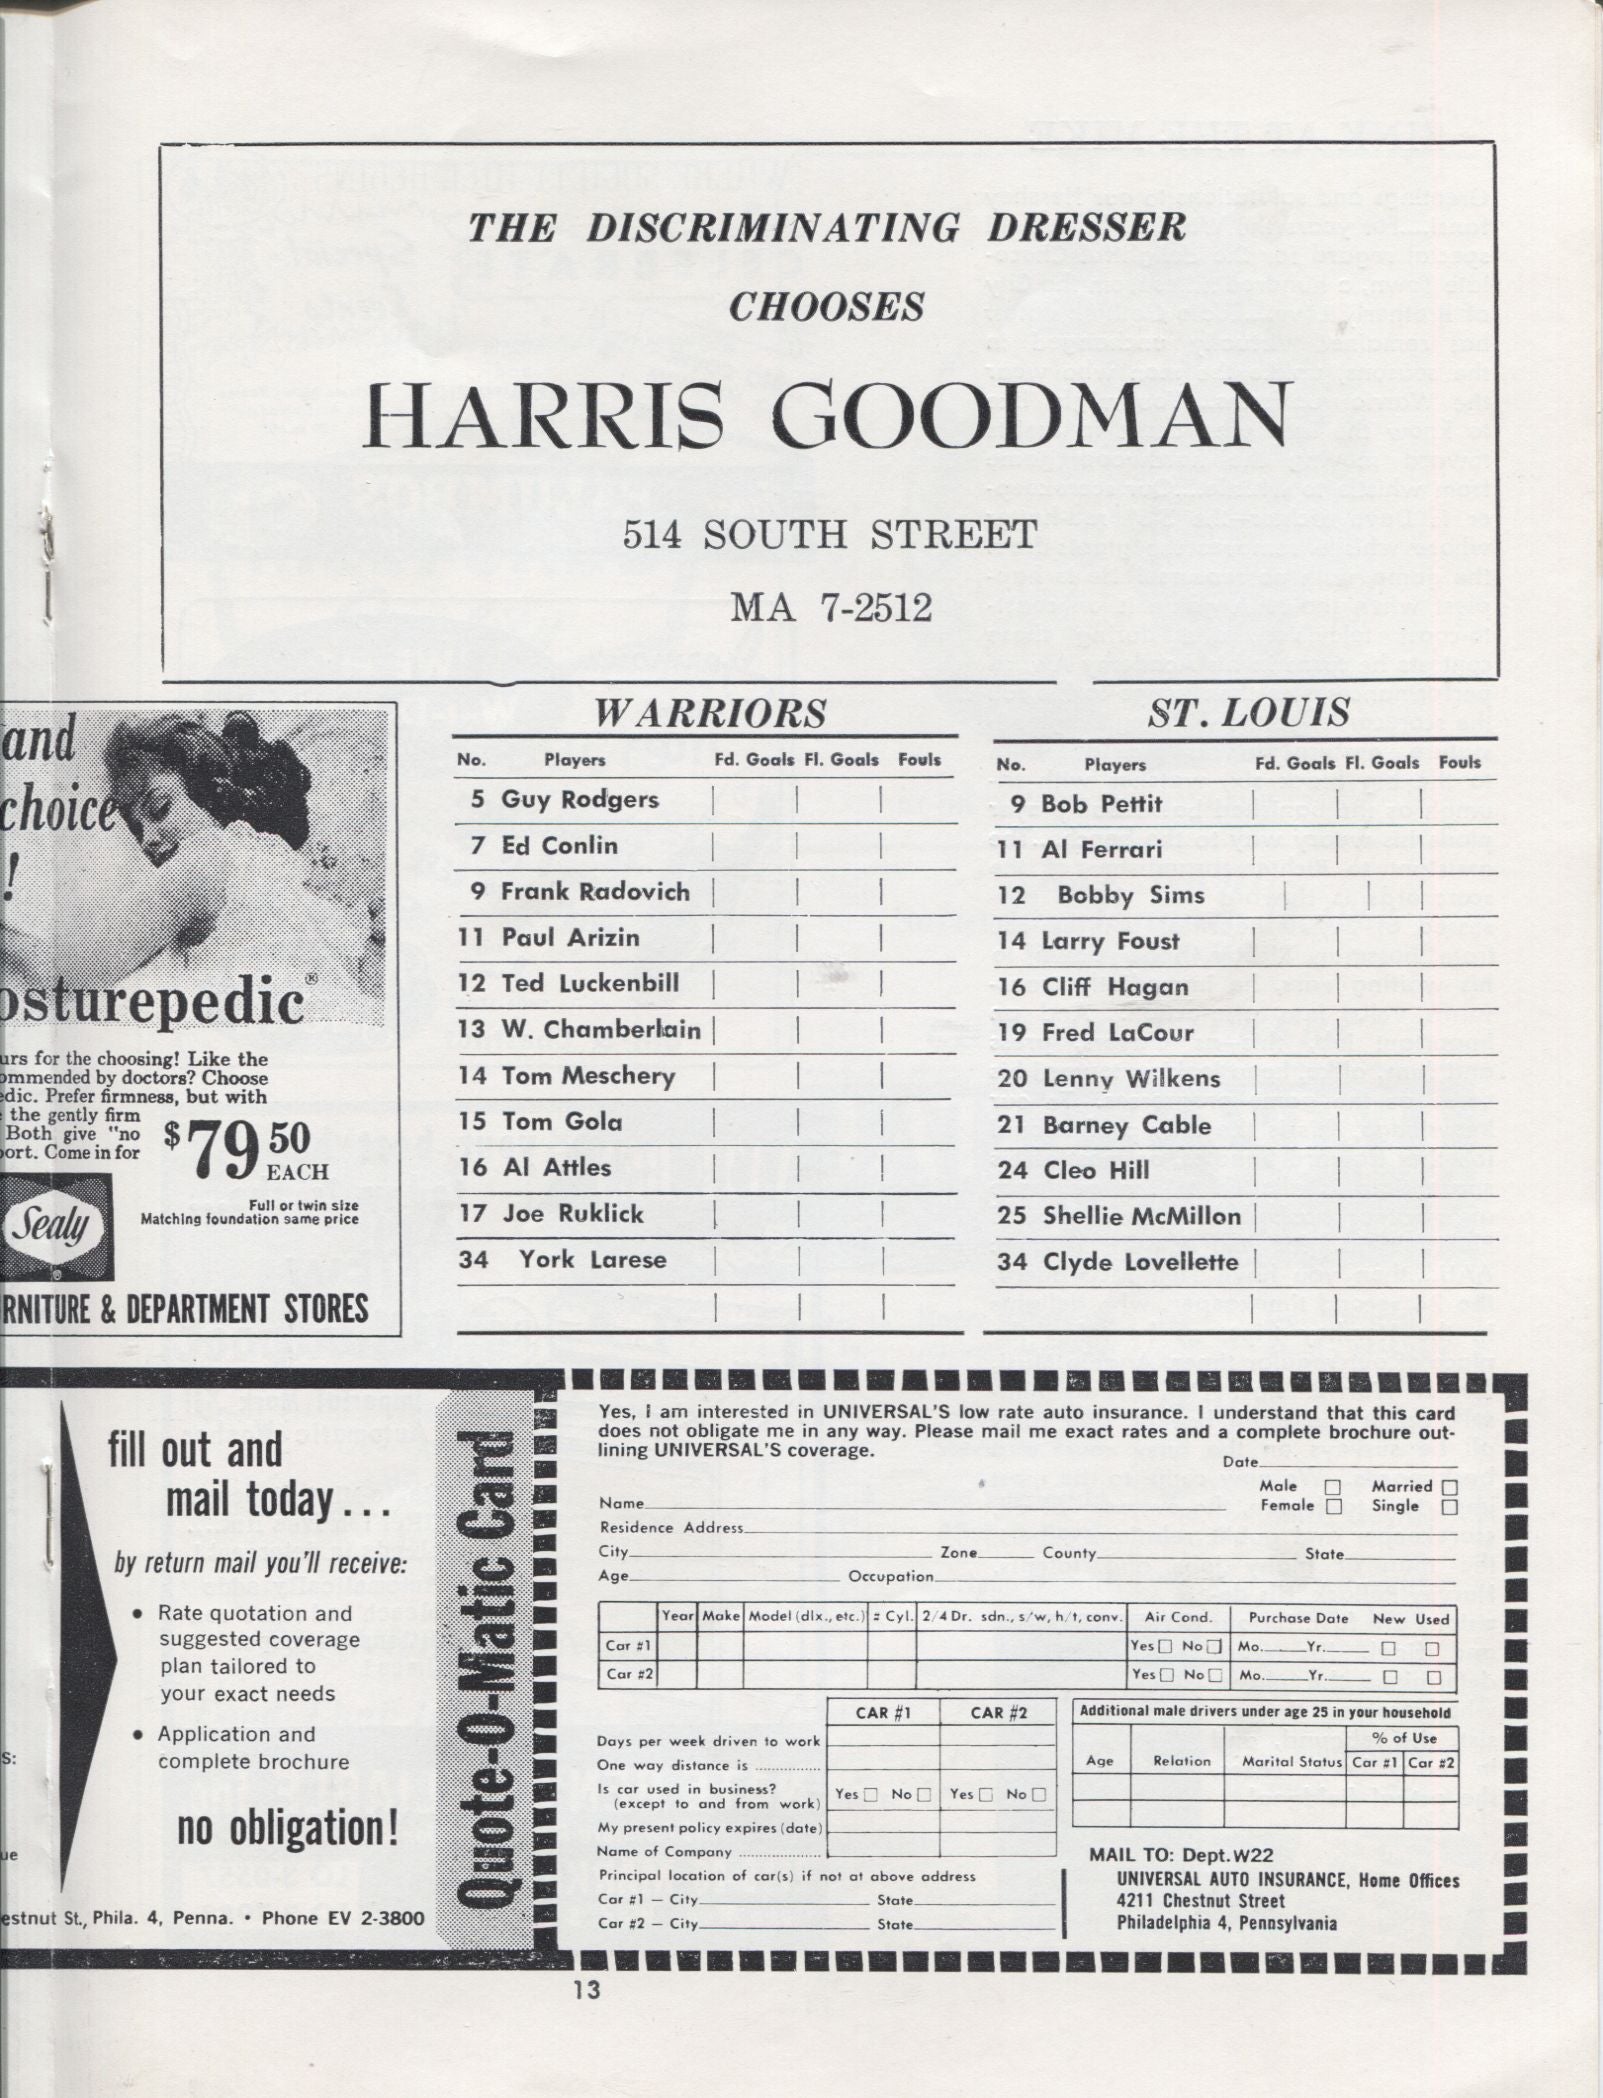 THE DISCRIMINATING DRESSER
CHOOSES
HARRIS GOODMAN
514 SOUTH STREET
MA 7-2512
and
choice
!
osturepedic®
urs for the choosing! Like the
ommended by doctors? Choose
edic. Prefer firmness, but with
the gently firm
Both give "no
ort. Come in for
$79 50
EACH
Full or twin size
Matching foundation same price
Sealy
RNITURE & DEPARTMENT STORES
WARRIORS
No. Players Fd. Goals Fl. Goals Fouls
5 Guy Rodgers
7 Ed Conlin
9 Frank Radovich
11 Paul Arizin
12 Ted Luckenbill
13 W. Chamberlain
14 Tom Meschery
15 Tom Gola
16 Al Attles
17 Joe Ruklick
34 York Larese
ST. LOUIS
No. Players Fd. Goals Fl. Goals Fouls
9 Bob Pettit
11 Al Ferrari
12 Bobby Sims
14 Larry Foust
16 Cliff Hagan
19 Fred LaCour
20 Lenny Wilkens
21 Barney Cable
24 Cleo Hill
25 Shellie McMillon
34 Clyde Lovellette
fill out and
mail today...
by return mail you'll receive:
• Rate quotation and
suggested coverage
plan tailored to
your exact needs
• Application and
complete brochure
S:
no obligation!
ue
estnut St., Phila. 4, Penna. • Phone EV 2-3800
Quote-O-Matic Card
Yes, I am interested in UNIVERSAL'S low rate auto insurance. I understand that this card
does not obligate me in any way. Please mail me exact rates and a complete brochure out-
lining UNIVERSAL'S coverage.
Date
Male Married
Name Female Single
Residence Address
City Zone County State
Age Occupation
Year Make Model (dlx., etc.) # Cyl. 2/4 Dr. sdn., s/w, h/t, conv. Air Cond. Purchase Date New Used
Car #1 Yes No Mo. Yr.
Car #2 Yes No Mo. Yr.
CAR #1 CAR #2
Days per week driven to work
One way distance is ................
Is car used in business? Yes No Yes No
(except to and from work)
My present policy expires (date)
Name of Company ....................
Principal location of car(s) if not at above address
Car #1 — City State
Car #2 — City State
Additional male drivers under age 25 in your household
% of Use
Age Relation Marital Status Car #1 Car #2
MAIL TO: Dept. W22
UNIVERSAL AUTO INSURANCE, Home Offices
4211 Chestnut Street
Philadelphia 4, Pennsylvania
13